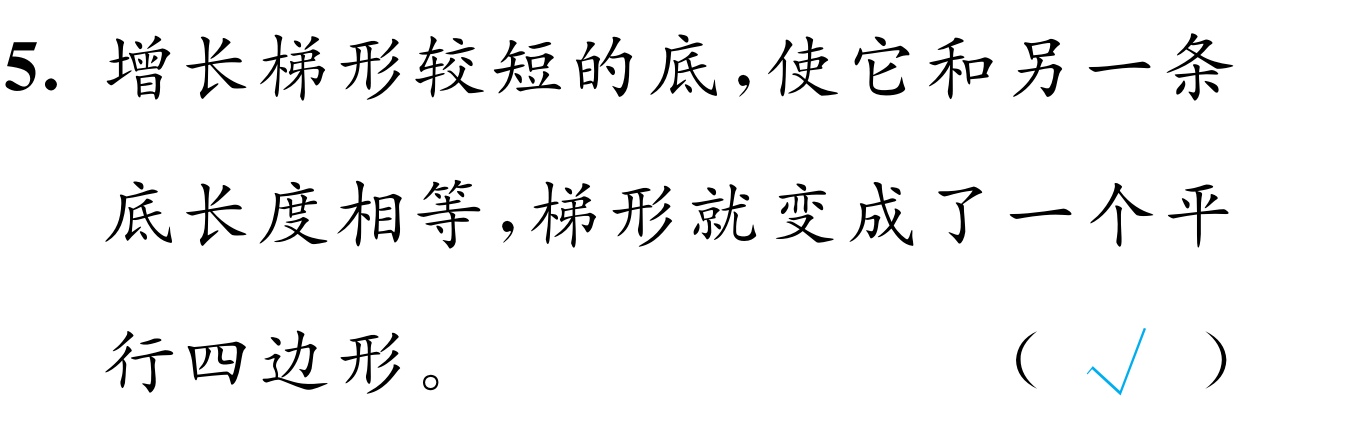 5. 增长梯形较短的底,使它和另一条
底长度相等,梯形就变成了一个平
行四边形。 ( √ )